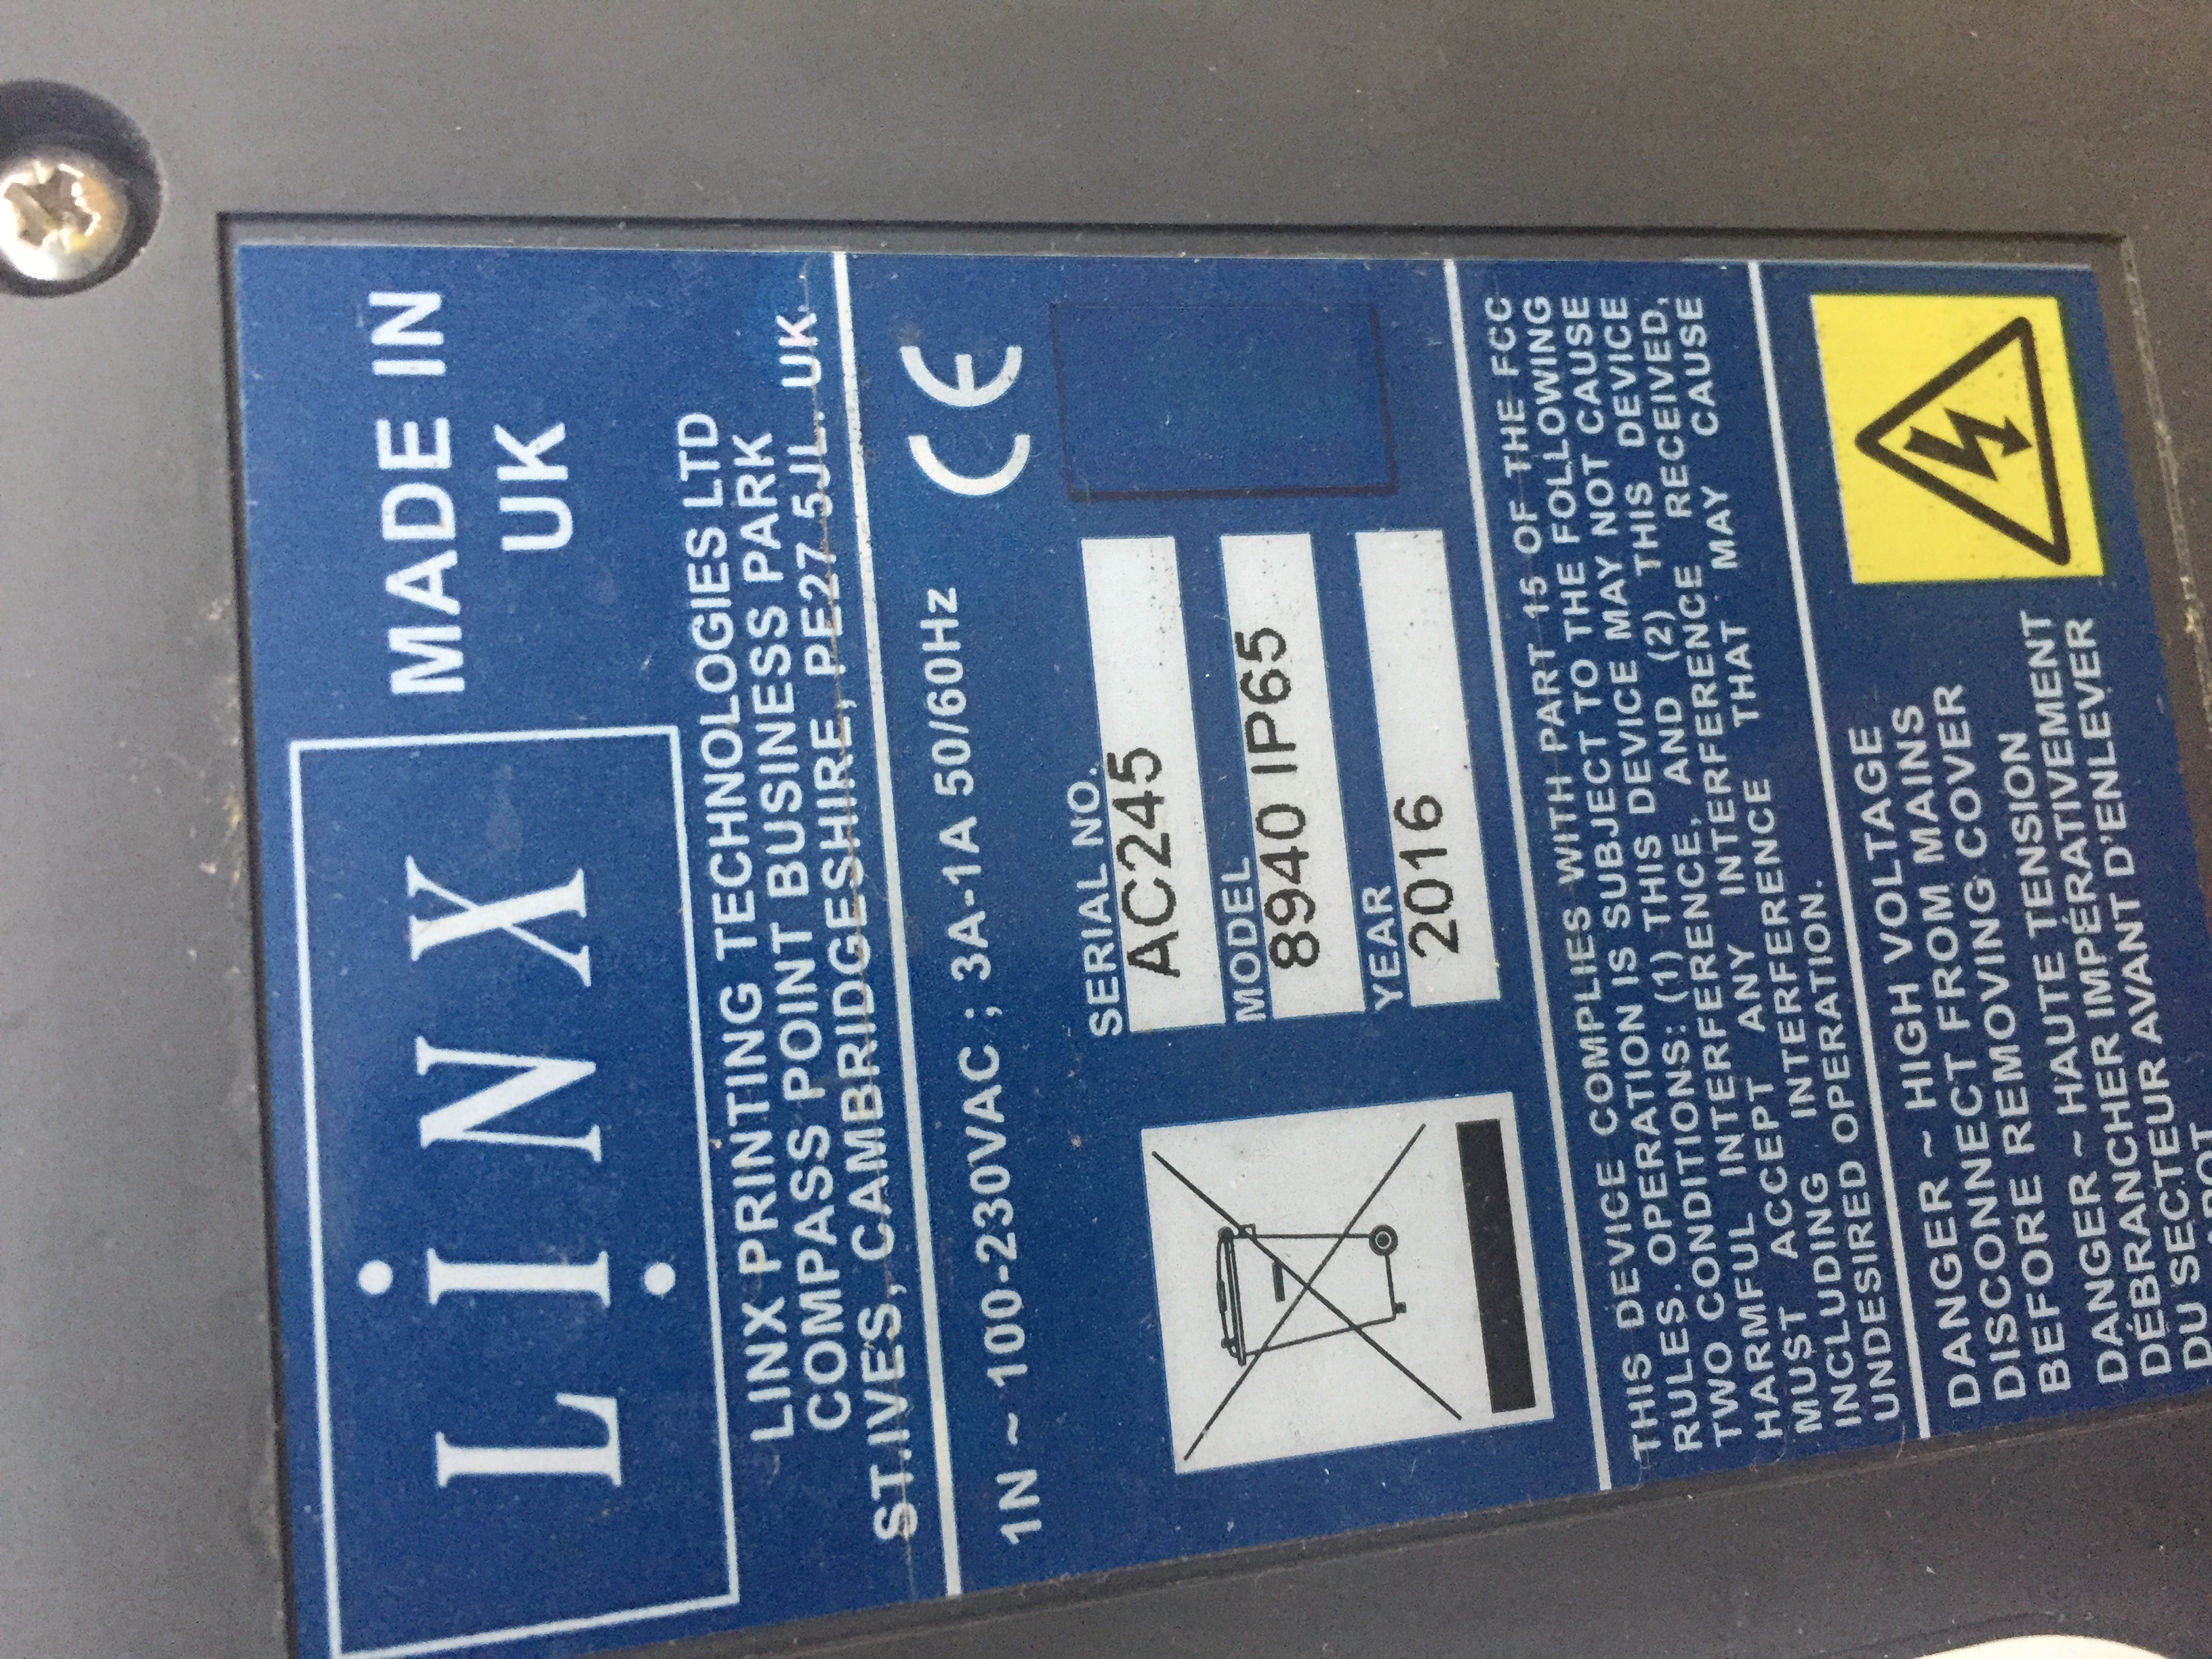 LINX
MADE IN
UK
LINX PRINTING TECHNOLOGIES LTD
COMPASS POINT BUSINESS PARK
ST.IVES, CAMBRIDGESHIRE, PE27 5JL. UK.
1N ~ 100-230VAC ; 3A-1A 50/60Hz
CE
SERIAL NO.
AC245
MODEL
8940 IP65
YEAR
2016
THIS DEVICE COMPLIES WITH PART 15 OF THE FCC
RULES. OPERATION IS SUBJECT TO THE FOLLOWING
TWO CONDITIONS: (1) THIS DEVICE MAY NOT CAUSE
HARMFUL INTERFERENCE, AND (2) THIS DEVICE
MUST ACCEPT ANY INTERFERENCE RECEIVED,
INCLUDING INTERFERENCE THAT MAY CAUSE
UNDESIRED OPERATION.
DANGER ~ HIGH VOLTAGE
DISCONNECT FROM MAINS
BEFORE REMOVING COVER
DANGER ~ HAUTE TENSION
DÉBRANCHER IMPÉRATIVEMENT
DU SECTEUR AVANT D'ENLEVER